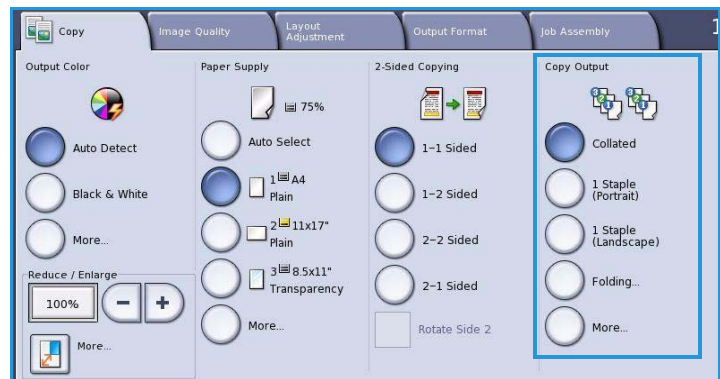 Copy
Image Quality
Layout
Adjustment
Output Format
Job Assembly
1
Output Color
Auto Detect
Black & White
More...
Reduce / Enlarge
100%
More...
Paper Supply
75%
Auto Select
1 A4
Plain
2 11x17"
Plain
3 8.5x11"
Transparency
More...
2-Sided Copying
1-1 Sided
1-2 Sided
2-2 Sided
2-1 Sided
Rotate Side 2
Copy Output
Collated
1 Staple
(Portrait)
1 Staple
(Landscape)
Folding...
More...